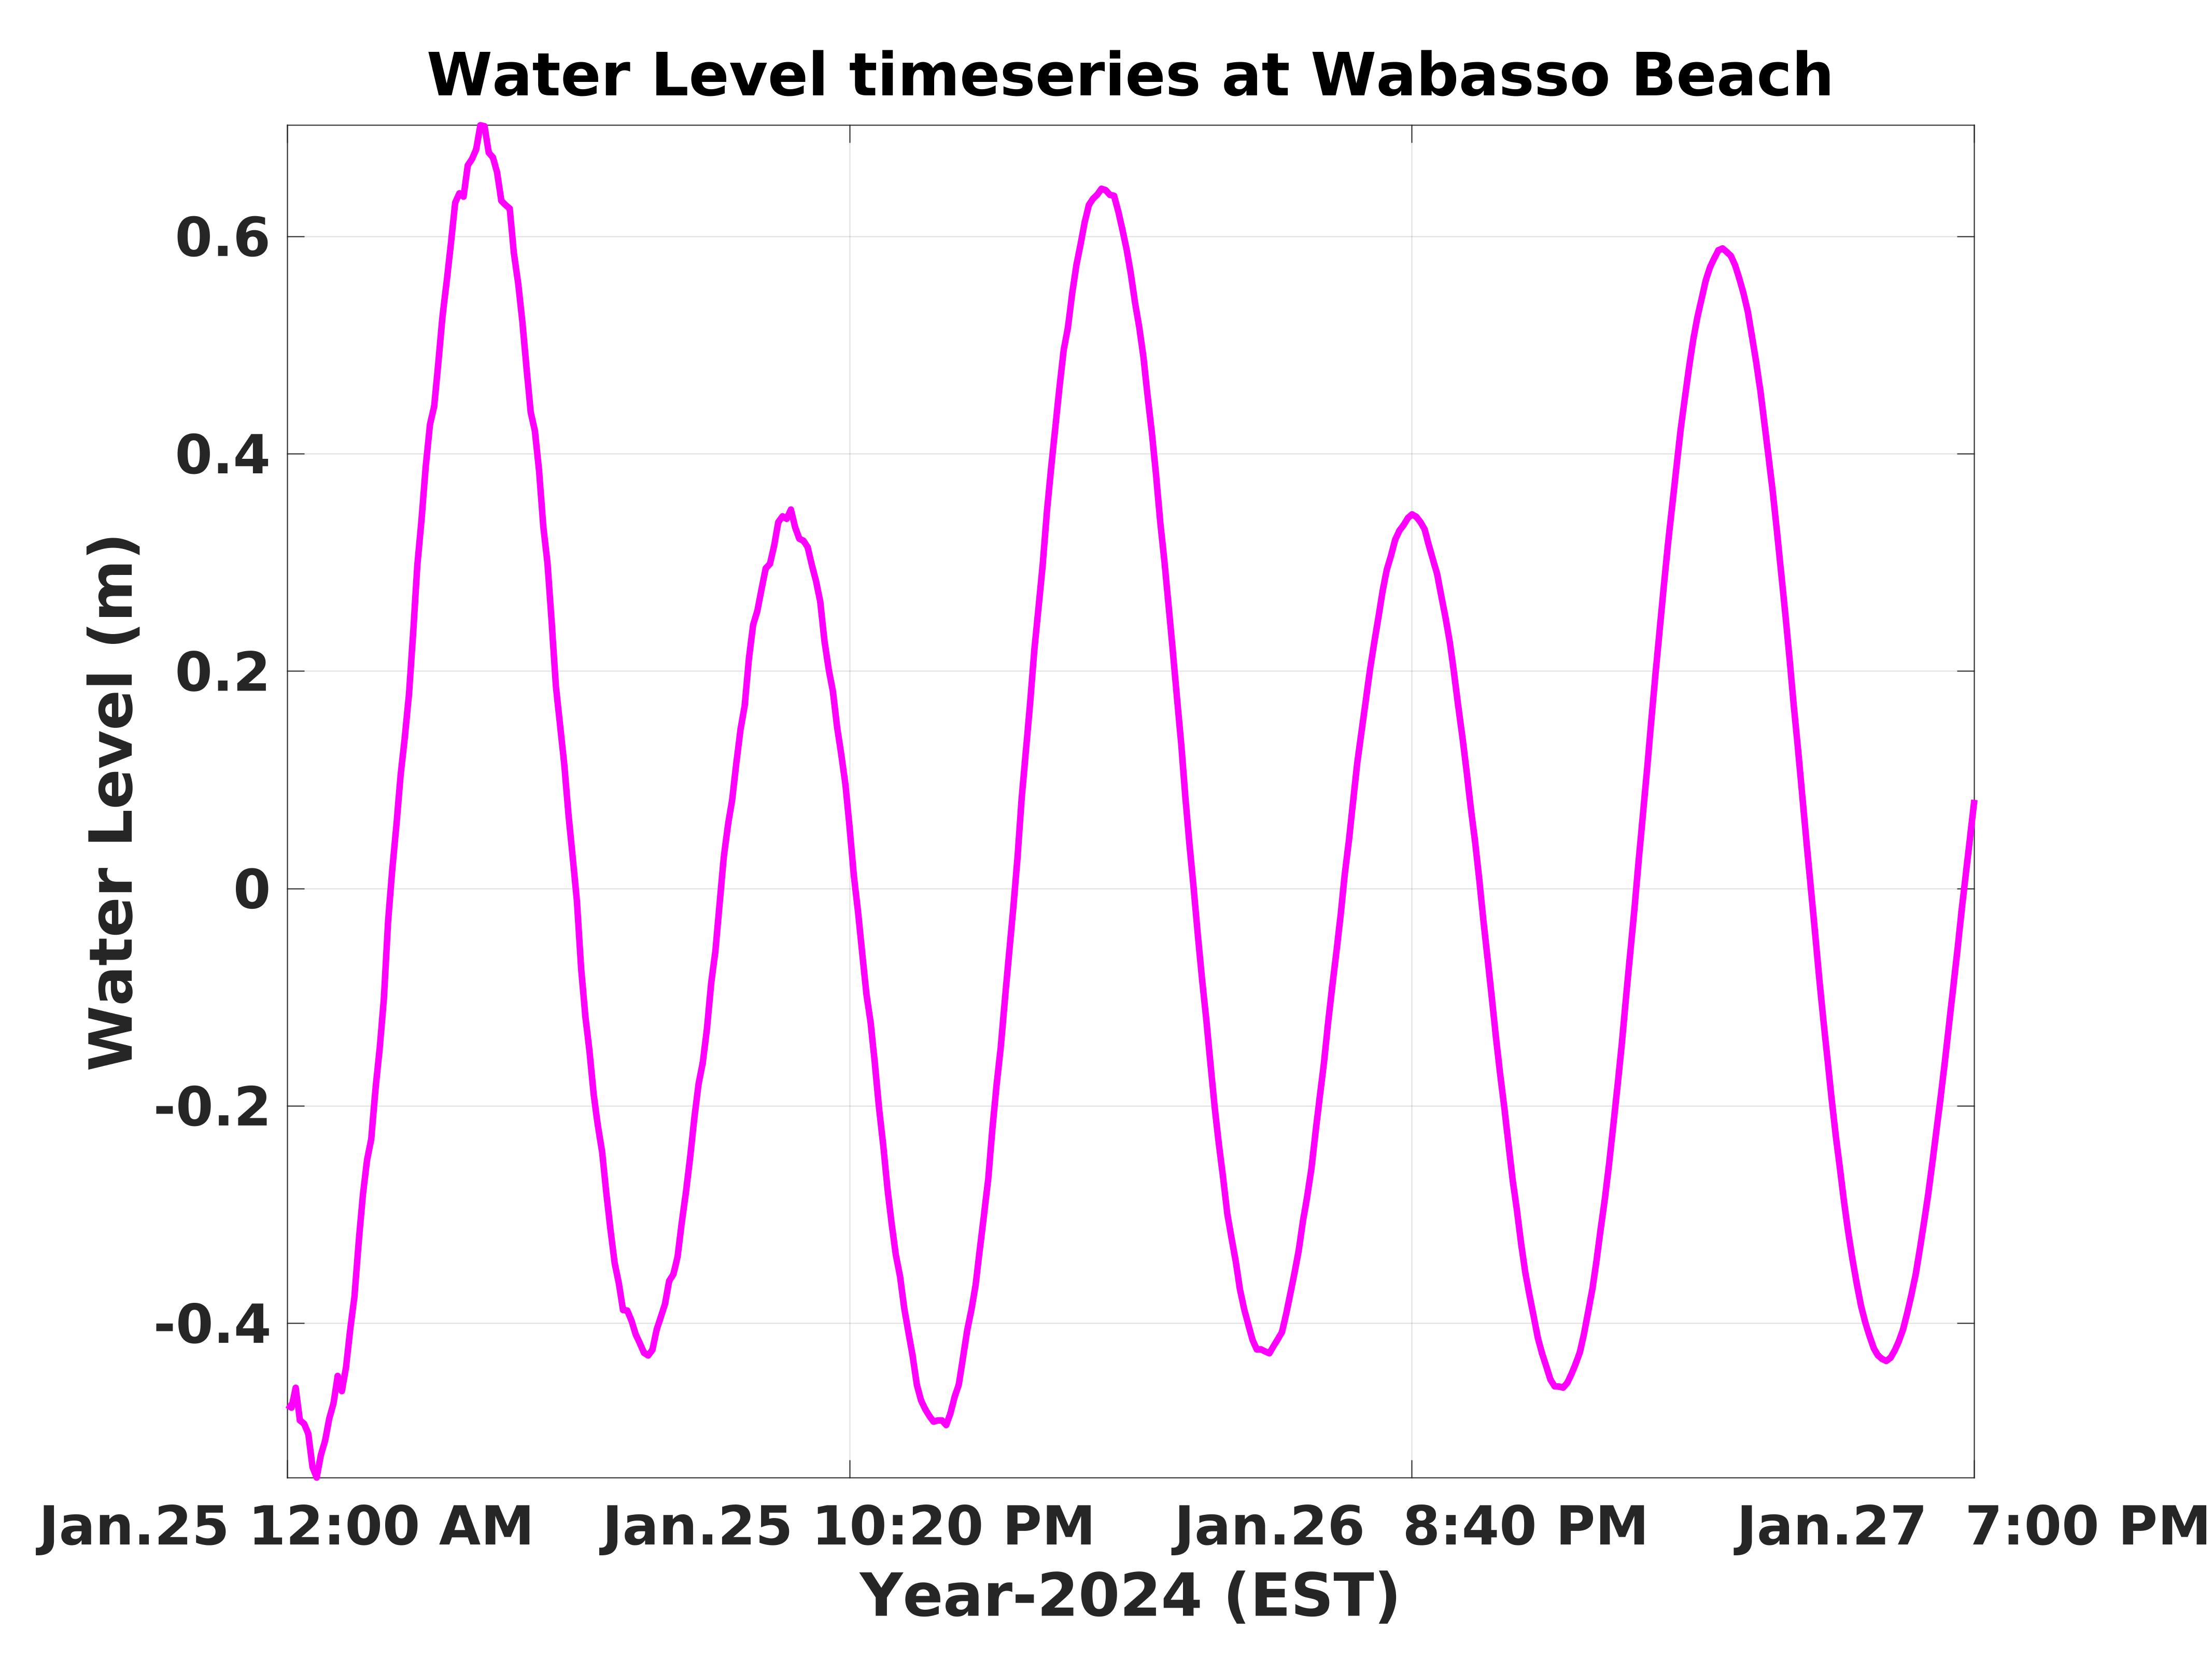 Water Level timeseries at Wabasso Beach
0.6
0.4
0.2
0
-0.2
-0.4
Water Level (m)
Jan.25 12:00 AM Jan.25 10:20 PM Jan.26 8:40 PM Jan.27 7:00 PM
Year-2024 (EST)